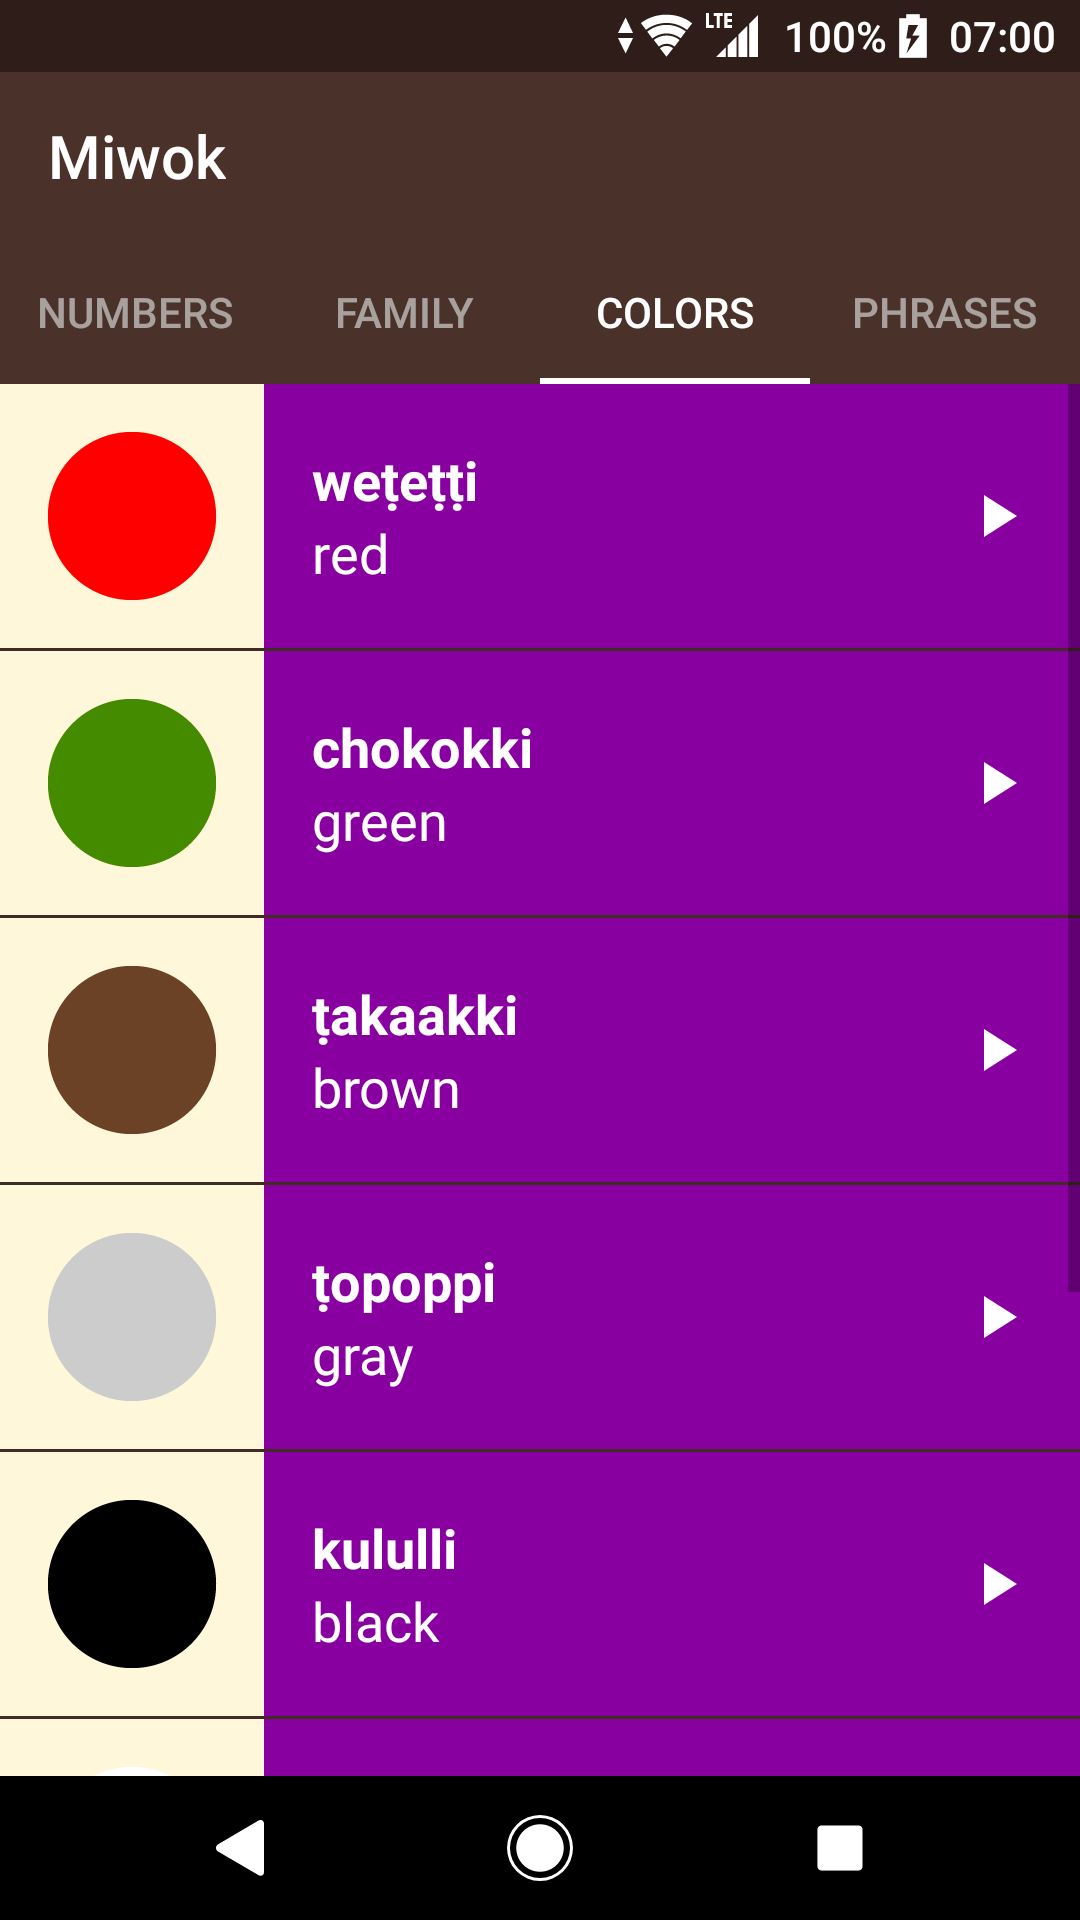 LTE 100% 07:00
Miwok
NUMBERS FAMILY COLORS PHRASES
weṭeṭṭi
red
chokokki
green
ṭakaakki
brown
ṭopoppi
gray
kululli
black